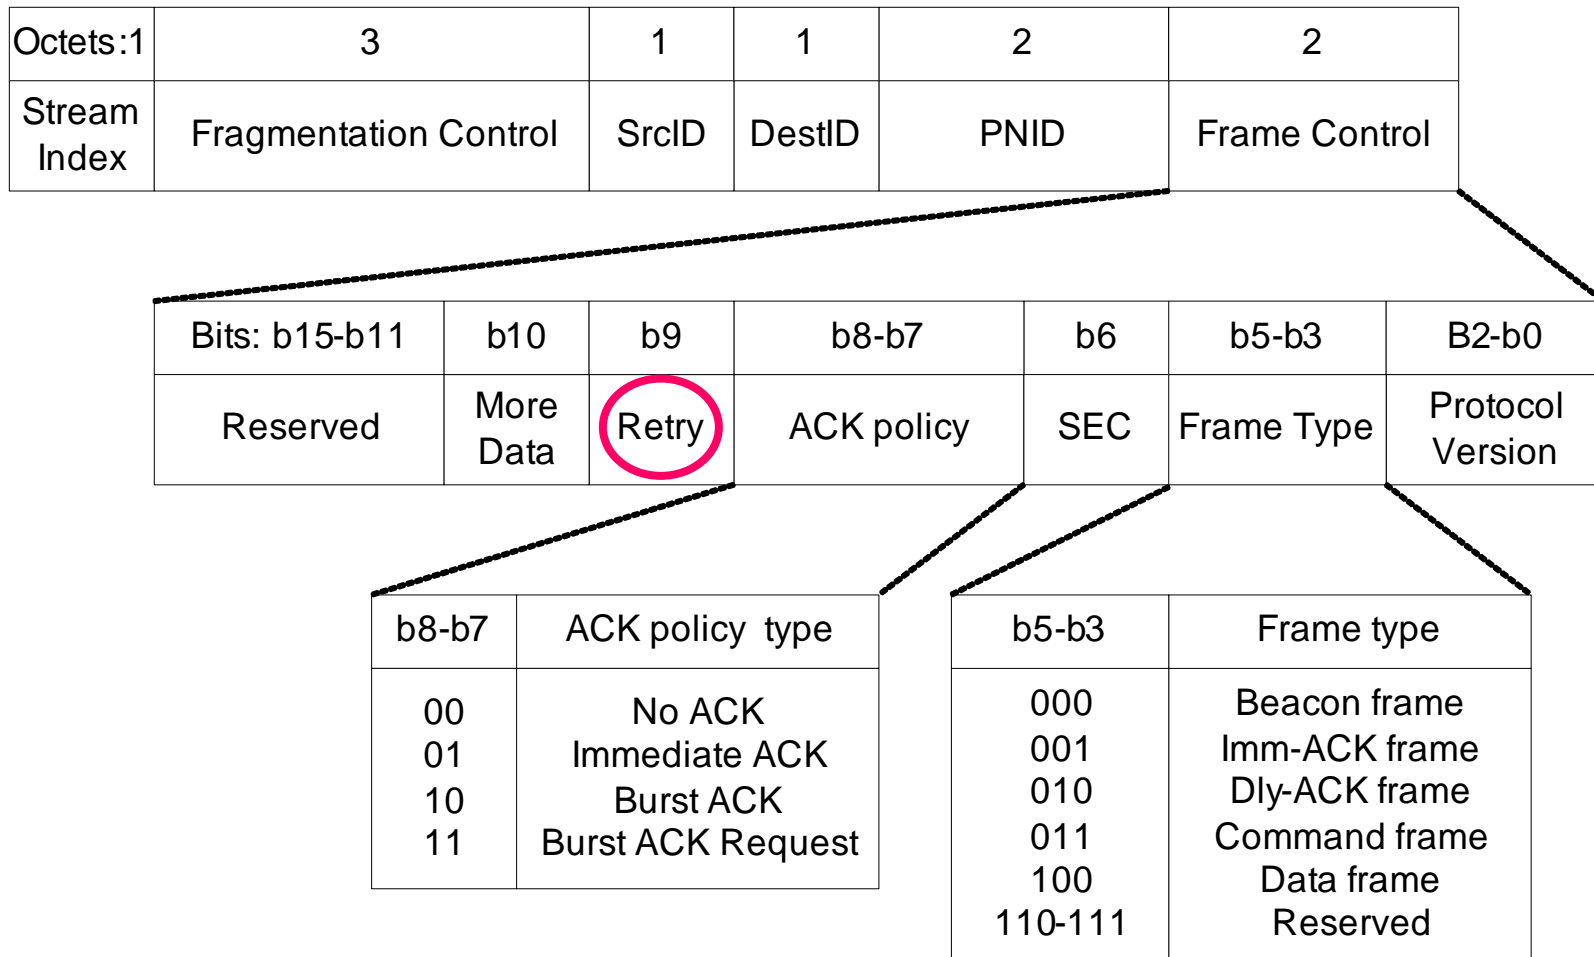 Octets:1 3 1 1 2 2
Stream Index Fragmentation Control SrcID DestID PNID Frame Control
Bits: b15-b11 b10 b9 b8-b7 b6 b5-b3 B2-b0
Reserved More Data Retry ACK policy SEC Frame Type Protocol Version
b8-b7 ACK policy type
00 No ACK
01 Immediate ACK
10 Burst ACK
11 Burst ACK Request
b5-b3 Frame type
000 Beacon frame
001 Imm-ACK frame
010 Dly-ACK frame
011 Command frame
100 Data frame
110-111 Reserved